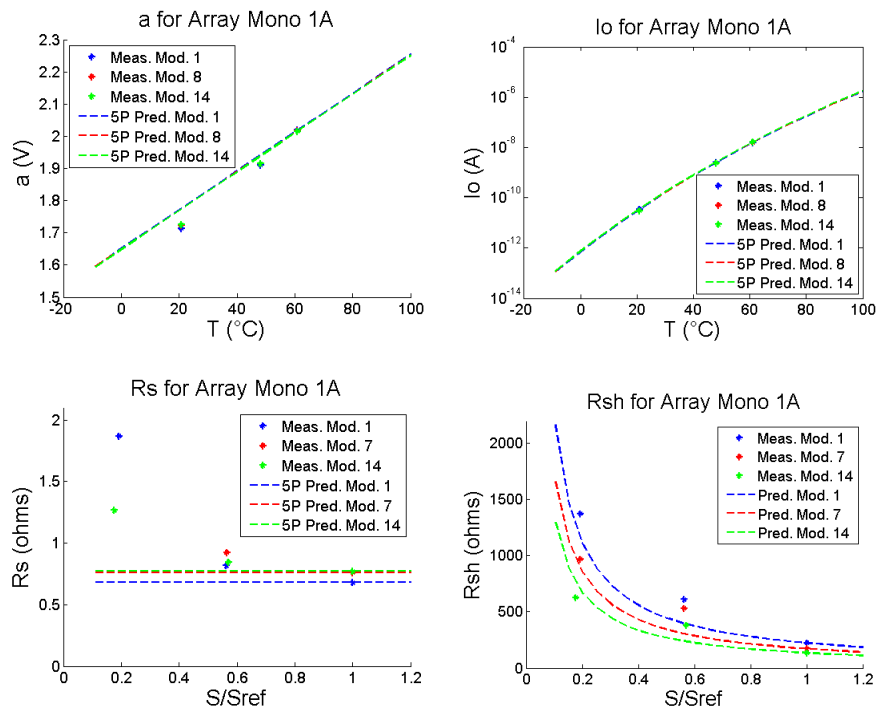 a for Array Mono 1A
2.3
2.2
2.1
2
1.9
1.8
1.7
1.6
1.5
a (V)
Meas. Mod. 1
Meas. Mod. 8
Meas. Mod. 14
5P Pred. Mod. 1
5P Pred. Mod. 8
5P Pred. Mod. 14
-20 0 20 40 60 80 100
T (°C)
Io for Array Mono 1A
10^-4
10^-6
10^-8
10^-10
10^-12
10^-14
Io (A)
Meas. Mod. 1
Meas. Mod. 8
Meas. Mod. 14
5P Pred. Mod. 1
5P Pred. Mod. 8
5P Pred. Mod. 14
-20 0 20 40 60 80 100
T (°C)
Rs for Array Mono 1A
2
1.5
1
0.5
0
Rs (ohms)
Meas. Mod. 1
Meas. Mod. 7
Meas. Mod. 14
5P Pred. Mod. 1
5P Pred. Mod. 7
5P Pred. Mod. 14
0 0.2 0.4 0.6 0.8 1 1.2
S/Sref
Rsh for Array Mono 1A
2000
1500
1000
500
0
Rsh (ohms)
Meas. Mod. 1
Meas. Mod. 7
Meas. Mod. 14
Pred. Mod. 1
Pred. Mod. 7
Pred. Mod. 14
0 0.2 0.4 0.6 0.8 1 1.2
S/Sref